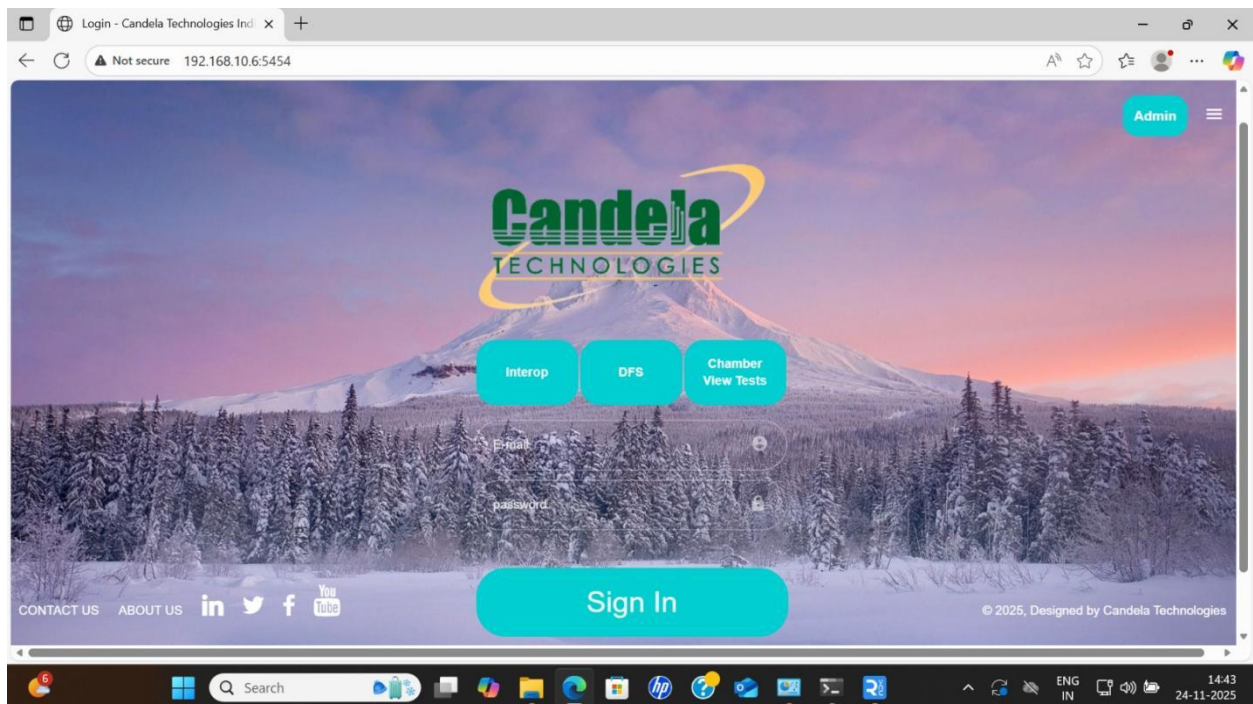 Login - Candela Technologies Ind
Not secure 192.168.10.6:5454
Admin
Candela
TECHNOLOGIES
Interop
DFS
Chamber
View Tests
E-mail
password
Sign In
CONTACT US ABOUT US in f You Tube
© 2025, Designed by Candela Technologies
6
Search
hp
ENG
IN
14:43
24-11-2025